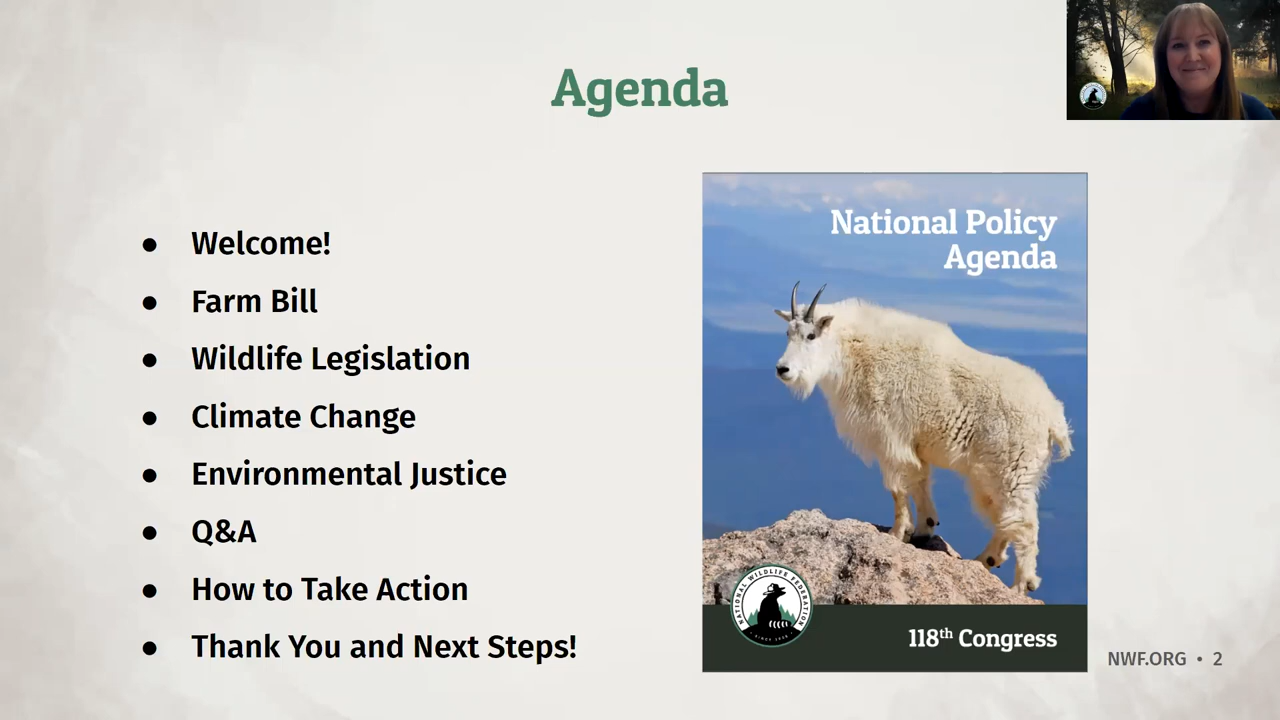 Agenda
● Welcome!
● Farm Bill
● Wildlife Legislation
● Climate Change
● Environmental Justice
● Q&A
● How to Take Action
● Thank You and Next Steps!
National Policy
Agenda
NATIONAL WILDLIFE FEDERATION
118th Congress
NWF.ORG • 2